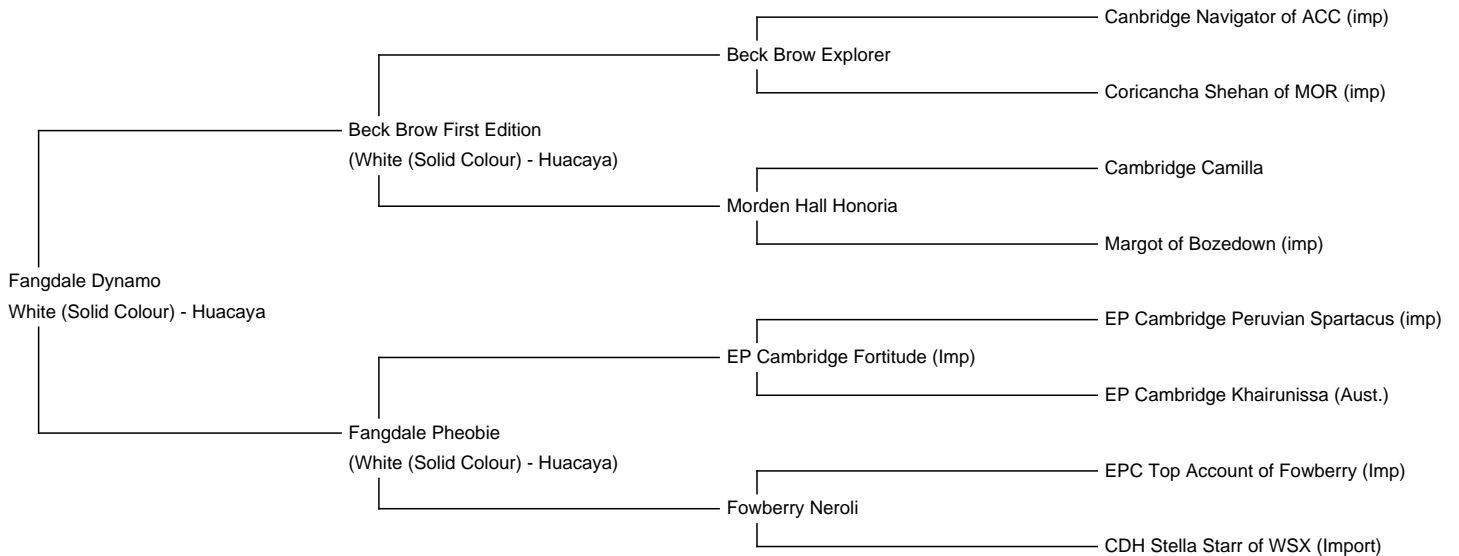 Canbridge Navigator of ACC (imp)
Beck Brow Explorer
Coricancha Shehan of MOR (imp)
Beck Brow First Edition
(White (Solid Colour) - Huacaya)
Cambridge Camilla
Morden Hall Honoria
Margot of Bozedown (imp)
Fangdale Dynamo
White (Solid Colour) - Huacaya
EP Cambridge Peruvian Spartacus (imp)
EP Cambridge Fortitude (Imp)
EP Cambridge Khairunissa (Aust.)
Fangdale Pheobie
(White (Solid Colour) - Huacaya)
EPC Top Account of Fowberry (Imp)
Fowberry Neroli
CDH Stella Starr of WSX (Import)